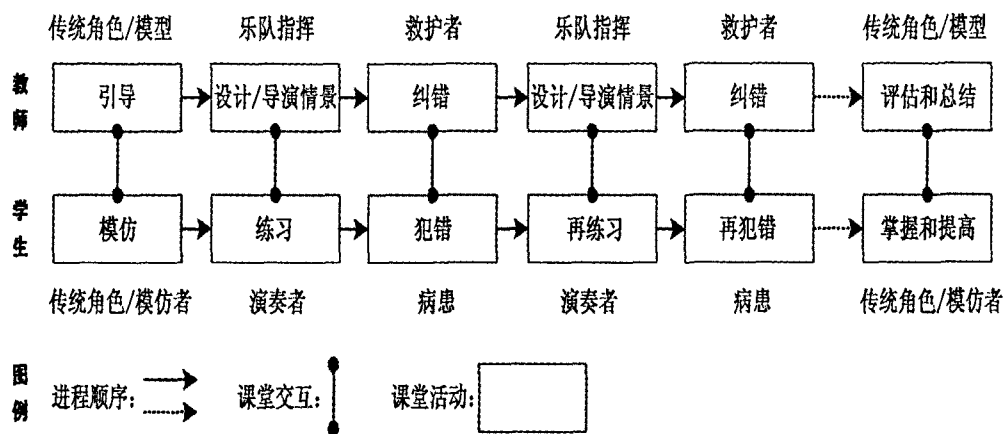 传统角色/模型 乐队指挥 救护者 乐队指挥 救护者 传统角色/模型
教师
引导 设计/导演情景 纠错 设计/导演情景 纠错 评估和总结
学生
模仿 练习 犯错 再练习 再犯错 掌握和提高
传统角色/模仿者 演奏者 病患 演奏者 病患 传统角色/模仿者
图例
进程顺序: 课堂交互: 课堂活动: